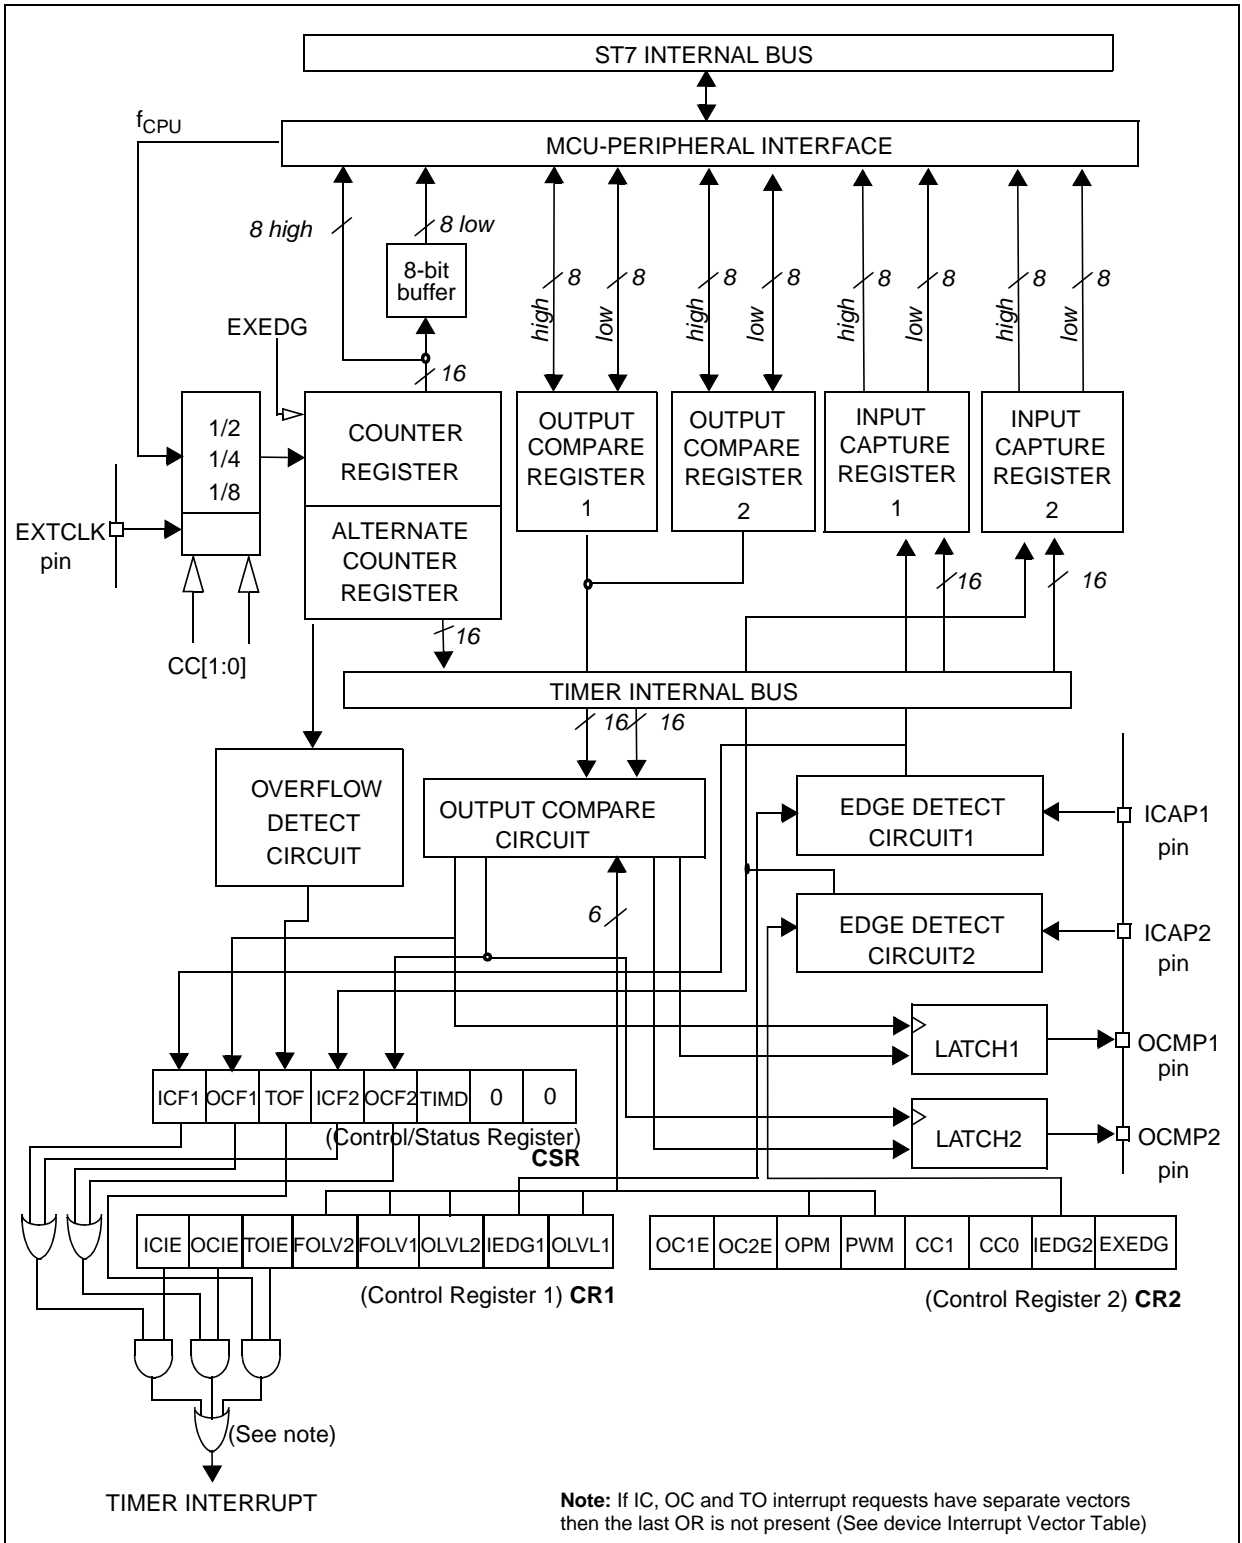 ST7 INTERNAL BUS
fCPU
MCU-PERIPHERAL INTERFACE
8 high
8 low
8-bit
buffer
8
8
8
8
8
8
8
8
high
low
high
low
high
low
high
low
EXEDG
16
1/2
1/4
1/8
COUNTER
REGISTER
OUTPUT
COMPARE
REGISTER
1
OUTPUT
COMPARE
REGISTER
2
INPUT
CAPTURE
REGISTER
1
INPUT
CAPTURE
REGISTER
2
EXTCLK
pin
ALTERNATE
COUNTER
REGISTER
16
16
16
CC[1:0]
TIMER INTERNAL BUS
16
16
OVERFLOW
DETECT
CIRCUIT
OUTPUT COMPARE
CIRCUIT
EDGE DETECT
CIRCUIT1
ICAP1
pin
6
EDGE DETECT
CIRCUIT2
ICAP2
pin
LATCH1
OCMP1
pin
LATCH2
OCMP2
pin
ICF1 OCF1 TOF ICF2 OCF2 TIMD 0 0
(Control/Status Register)
CSR
ICIE OCIE TOIE FOLV2 FOLV1 OLVL2 IEDG1 OLVL1
(Control Register 1) CR1
OC1E OC2E OPM PWM CC1 CC0 IEDG2 EXEDG
(Control Register 2) CR2
(See note)
TIMER INTERRUPT
Note: If IC, OC and TO interrupt requests have separate vectors
then the last OR is not present (See device Interrupt Vector Table)